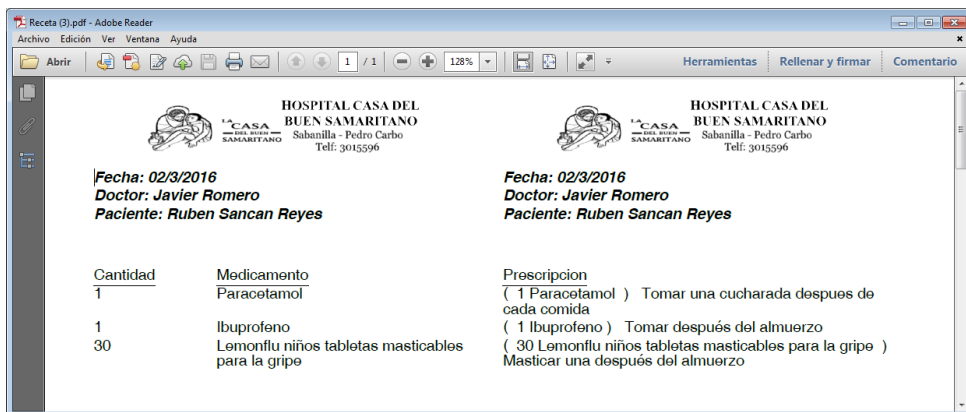 Receta (3).pdf - Adobe Reader
Archivo Edición Ver Ventana Ayuda
Abrir 1 / 1 128% Herramientas Rellenar y firmar Comentario
HOSPITAL CASA DEL
BUEN SAMARITANO
Sabanilla - Pedro Carbo
Telf: 3015596
LA
CASA
DEL BUEN
SAMARITANO
HOSPITAL CASA DEL
BUEN SAMARITANO
Sabanilla - Pedro Carbo
Telf: 3015596
LA
CASA
DEL BUEN
SAMARITANO
Fecha: 02/3/2016
Doctor: Javier Romero
Paciente: Ruben Sancan Reyes
Fecha: 02/3/2016
Doctor: Javier Romero
Paciente: Ruben Sancan Reyes
Cantidad Medicamento
1 Paracetamol
1 Ibuprofeno
30 Lemonflu niños tabletas masticables
para la gripe
Prescripcion
( 1 Paracetamol ) Tomar una cucharada despues de
cada comida
( 1 Ibuprofeno ) Tomar después del almuerzo
( 30 Lemonflu niños tabletas masticables para la gripe )
Masticar una después del almuerzo